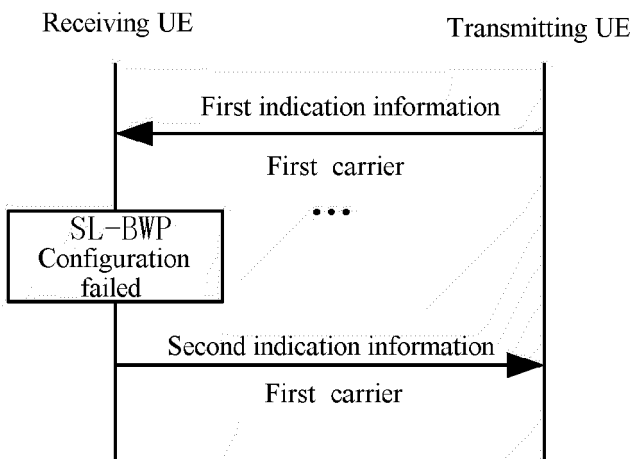 Receiving UE
Transmitting UE
First indication information
First carrier
...
SL-BWP
Configuration
failed
Second indication information
First carrier